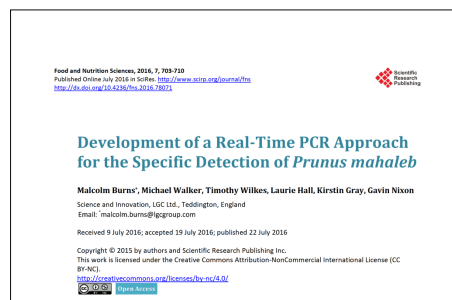 Food and Nutrition Sciences, 2016, 7, 703-710
Published Online July 2016 in SciRes. http://www.scirp.org/journal/fns
http://dx.doi.org/10.4236/fns.2016.78071
Scientific
Research
Publishing
Development of a Real-Time PCR Approach
for the Specific Detection of Prunus mahaleb
Malcolm Burns*, Michael Walker, Timothy Wilkes, Laurie Hall, Kirstin Gray, Gavin Nixon
Science and Innovation, LGC Ltd., Teddington, England
Email: *malcolm.burns@lgcgroup.com
Received 9 July 2016; accepted 19 July 2016; published 22 July 2016
Copyright © 2015 by authors and Scientific Research Publishing Inc.
This work is licensed under the Creative Commons Attribution-NonCommercial International License (CC
BY-NC).
http://creativecommons.org/licenses/by-nc/4.0/
Open Access